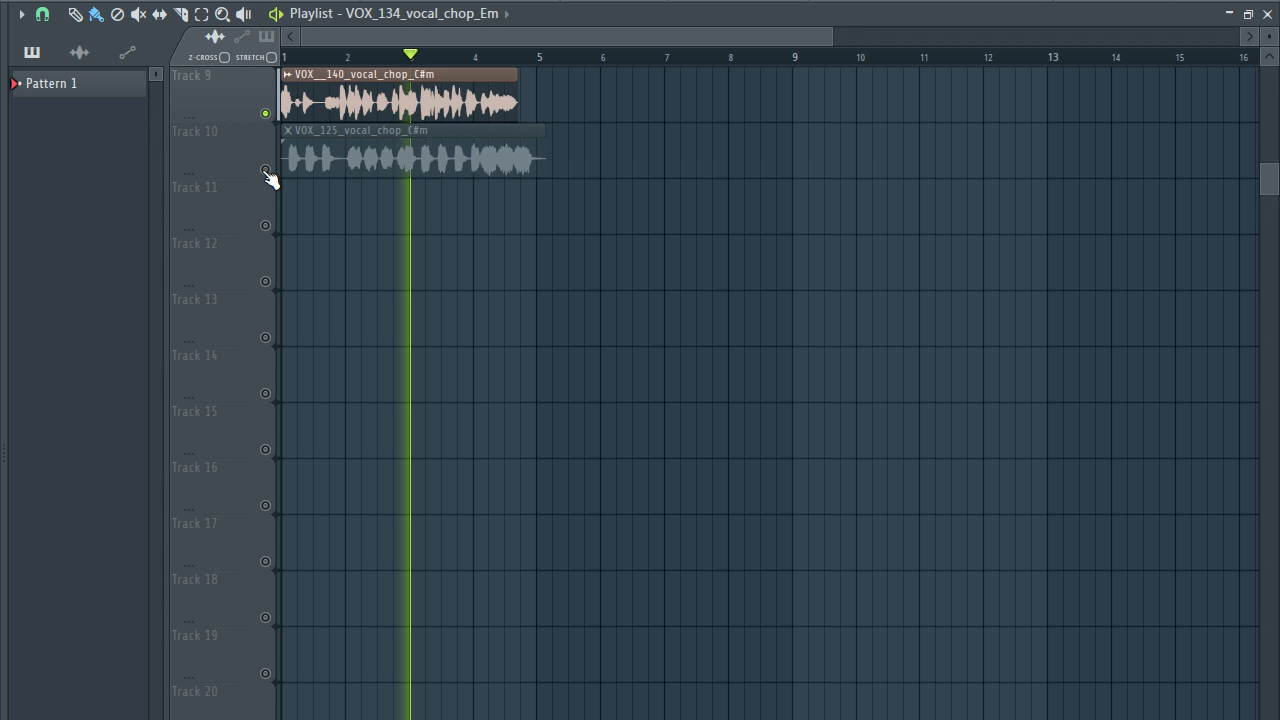 Playlist - VOX_134_vocal_chop_Em
Z-CROSS
STRETCH
1 2 3 4 5 6 7 8 9 10 11 12 13 14 15 16
Pattern 1
Track 9
VOX__140_vocal_chop_C#m
...
Track 10
VOX_125_vocal_chop_C#m
...
Track 11
...
Track 12
...
Track 13
...
Track 14
...
Track 15
...
Track 16
...
Track 17
...
Track 18
...
Track 19
...
Track 20